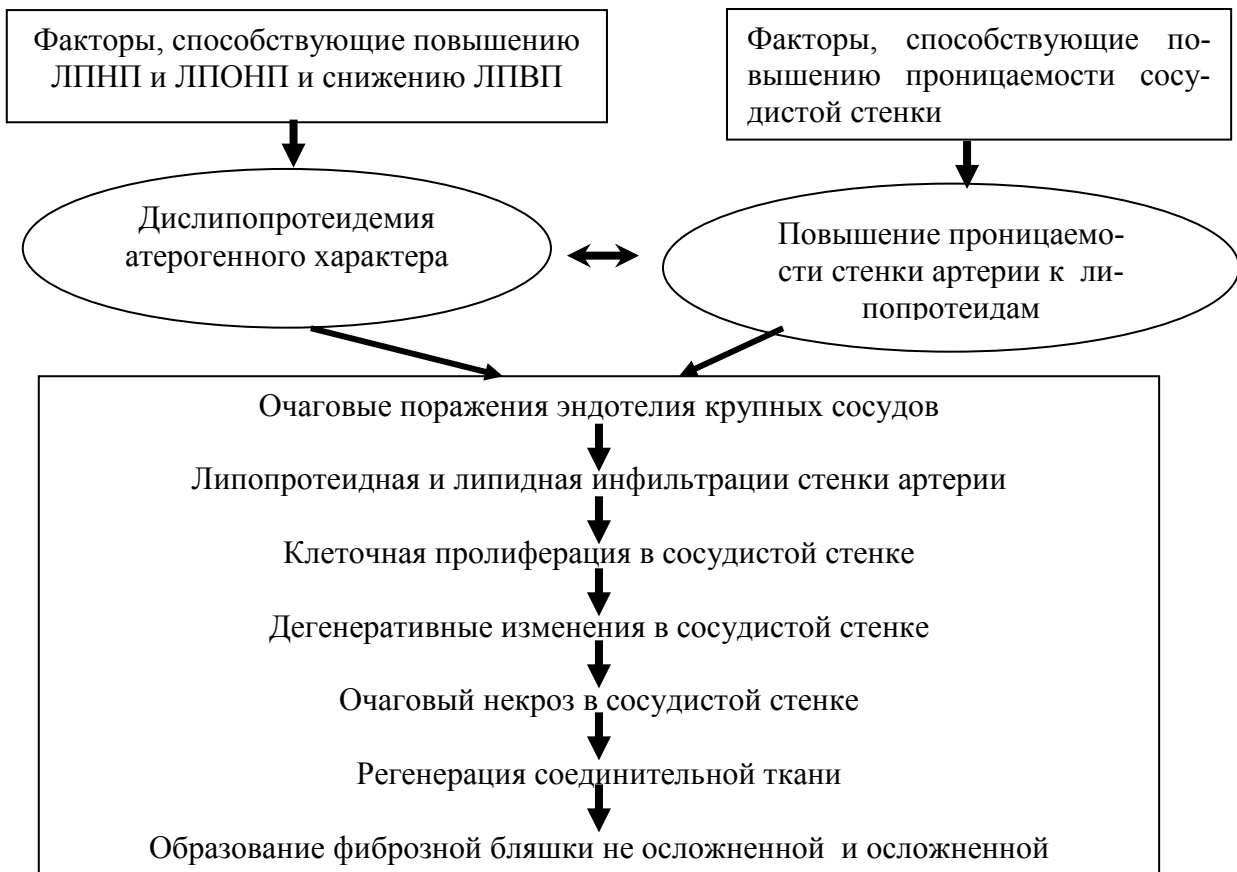 Факторы, способствующие повышению
ЛПНП и ЛПОНП и снижению ЛПВП
Факторы, способствующие по-
вышению проницаемости сосу-
дистой стенки
Дислипопротеидемия
атерогенного характера
Повышение проницаемо-
сти стенки артерии к ли-
попротеидам
Очаговые поражения эндотелия крупных сосудов
Липопротеидная и липидная инфильтрации стенки артерии
Клеточная пролиферация в сосудистой стенке
Дегенеративные изменения в сосудистой стенке
Очаговый некроз в сосудистой стенке
Регенерация соединительной ткани
Образование фиброзной бляшки не осложненной и осложненной